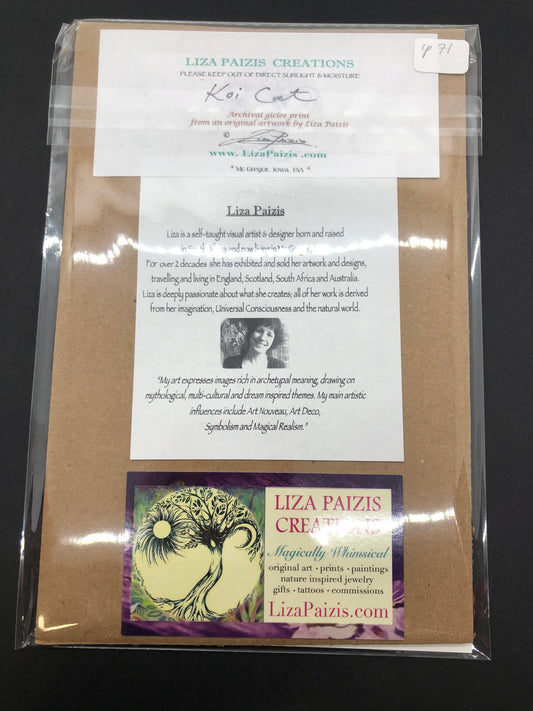 LIZA PAIZIS CREATIONS
PLEASE KEEP OUT OF DIRECT SUNLIGHT & MOISTURE
Koi Cat
Archival giclee print
from an original artwork by Liza Paizis
©
www.LizaPaizis.com
* Mc Gregor, Iowa, USA *
Liza Paizis
Liza is a self-taught visual artist & designer born and raised
in and now living in McGregor
For over 2 decades she has exhibited and sold her artwork and designs,
travelling and living in England, Scotland, South Africa and Australia.
Liza is deeply passionate about what she creates; all of her work is derived
from her imagination, Universal Consciousness and the natural world.
"My art expresses images rich in archetypal meaning, drawing on
mythological, multi-cultural and dream inspired themes. My main artistic
influences include Art Nouveau, Art Deco,
Symbolism and Magical Realism."
LIZA PAIZIS
CREATIONS
Magically Whimsical
original art • prints • paintings
nature inspired jewelry
gifts • tattoos • commissions
LizaPaizis.com